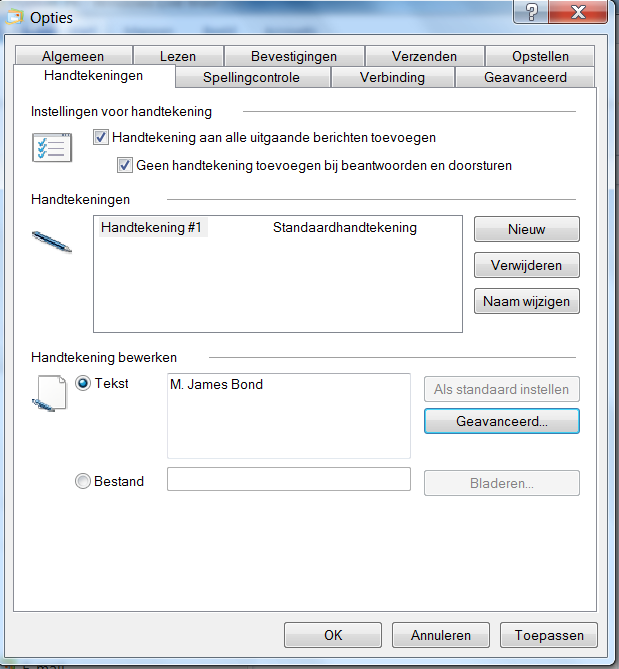 Opties
Algemeen Lezen Bevestigingen Verzenden Opstellen
Handtekeningen Spellingcontrole Verbinding Geavanceerd
Instellingen voor handtekening
Handtekening aan alle uitgaande berichten toevoegen
Geen handtekening toevoegen bij beantwoorden en doorsturen
Handtekeningen
Handtekening #1 Standaardhandtekening Nieuw
Verwijderen
Naam wijzigen
Handtekening bewerken
Tekst M. James Bond Als standaard instellen
Geavanceerd...
Bestand Bladeren...
OK Annuleren Toepassen